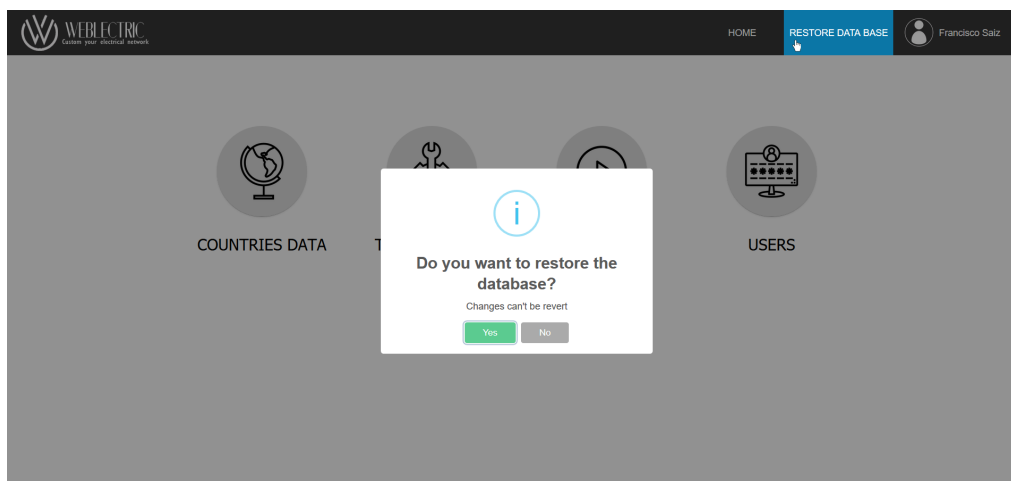 WEBLECTRIC
Custom your electrical network
HOME
RESTORE DATA BASE
Francisco Saiz
COUNTRIES DATA
USERS
i
Do you want to restore the
database?
Changes can't be revert
Yes
No